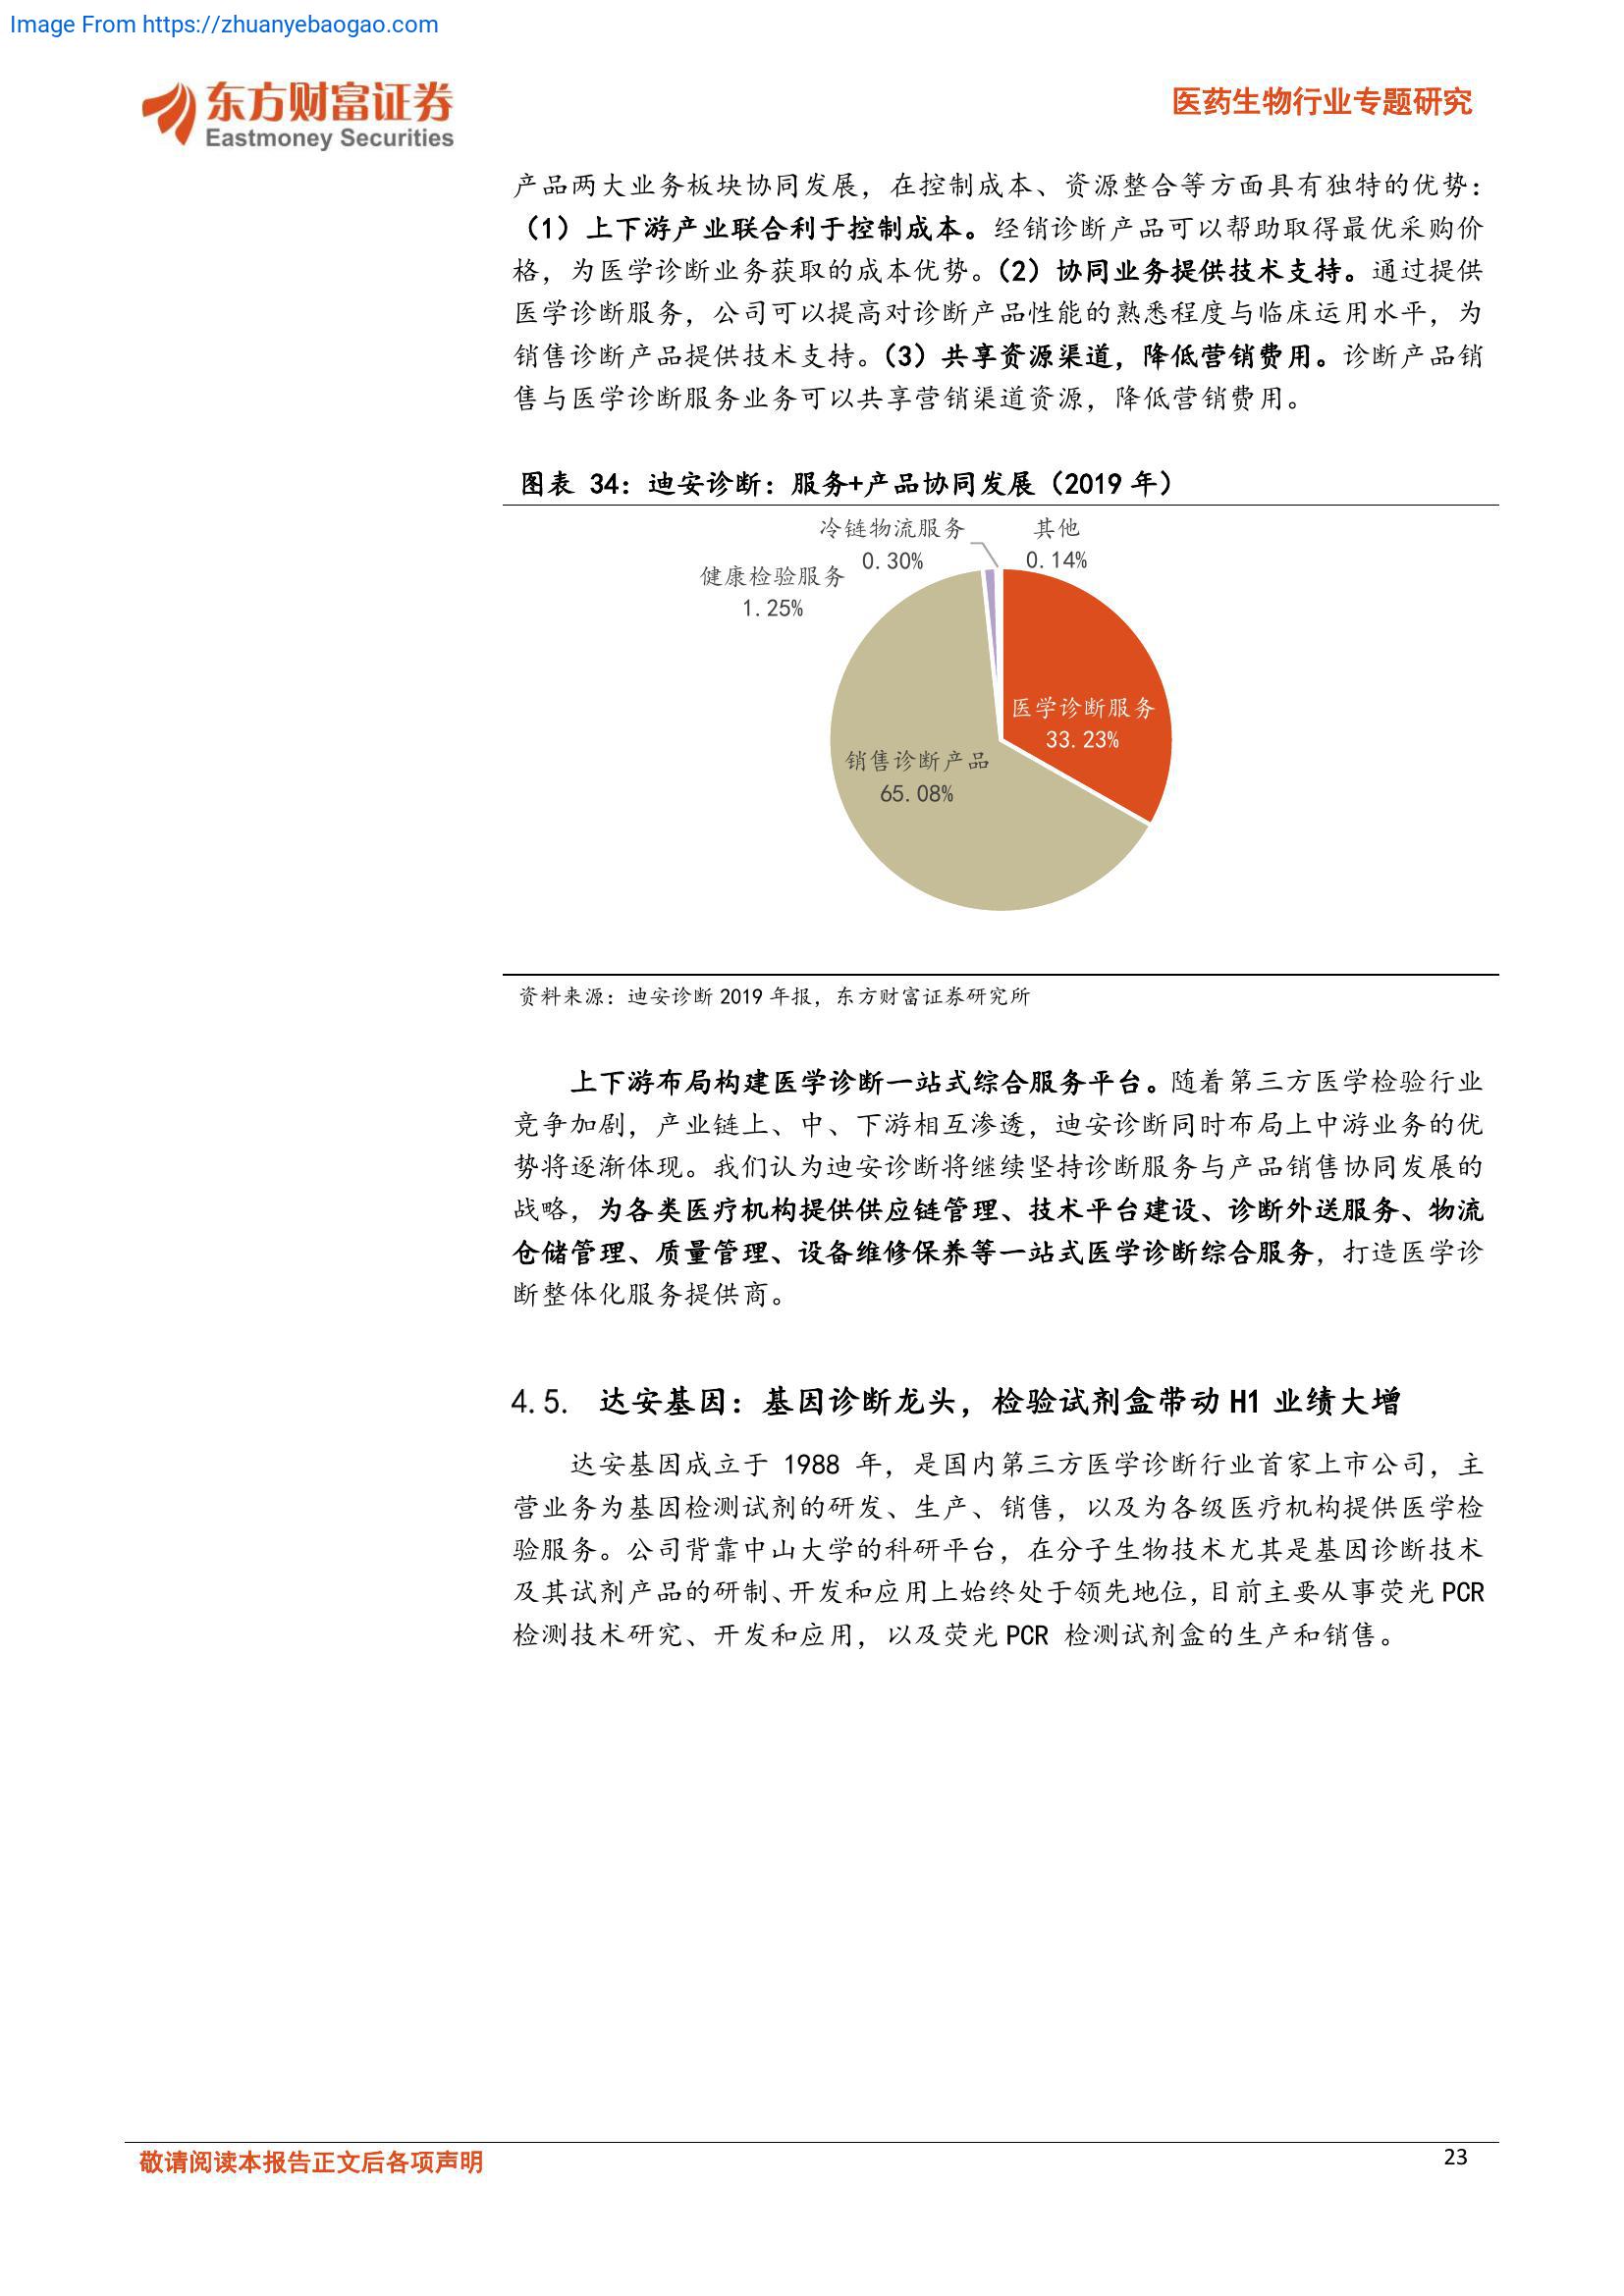 Image From https://zhuanyebaogao.com
东方财富证券
Eastmoney Securities
医药生物行业专题研究
产品两大业务板块协同发展，在控制成本、资源整合等方面具有独特的优势：
（1）上下游产业联合利于控制成本。经销诊断产品可以帮助取得最优采购价
格，为医学诊断业务获取的成本优势。（2）协同业务提供技术支持。通过提供
医学诊断服务，公司可以提高对诊断产品性能的熟悉程度与临床运用水平，为
销售诊断产品提供技术支持。（3）共享资源渠道，降低营销费用。诊断产品销
售与医学诊断服务业务可以共享营销渠道资源，降低营销费用。
图表 34：迪安诊断：服务+产品协同发展（2019 年）
冷链物流服务
0.30%
其他
0.14%
健康检验服务
1.25%
医学诊断服务
33.23%
销售诊断产品
65.08%
资料来源：迪安诊断 2019 年报，东方财富证券研究所
上下游布局构建医学诊断一站式综合服务平台。随着第三方医学检验行业
竞争加剧，产业链上、中、下游相互渗透，迪安诊断同时布局上中游业务的优
势将逐渐体现。我们认为迪安诊断将继续坚持诊断服务与产品销售协同发展的
战略，为各类医疗机构提供供应链管理、技术平台建设、诊断外送服务、物流
仓储管理、质量管理、设备维修保养等一站式医学诊断综合服务，打造医学诊
断整体化服务提供商。
4.5. 达安基因：基因诊断龙头，检验试剂盒带动 H1 业绩大增
达安基因成立于 1988 年，是国内第三方医学诊断行业首家上市公司，主
营业务为基因检测试剂的研发、生产、销售，以及为各级医疗机构提供医学检
验服务。公司背靠中山大学的科研平台，在分子生物技术尤其是基因诊断技术
及其试剂产品的研制、开发和应用上始终处于领先地位，目前主要从事荧光 PCR
检测技术研究、开发和应用，以及荧光 PCR 检测试剂盒的生产和销售。
敬请阅读本报告正文后各项声明
23